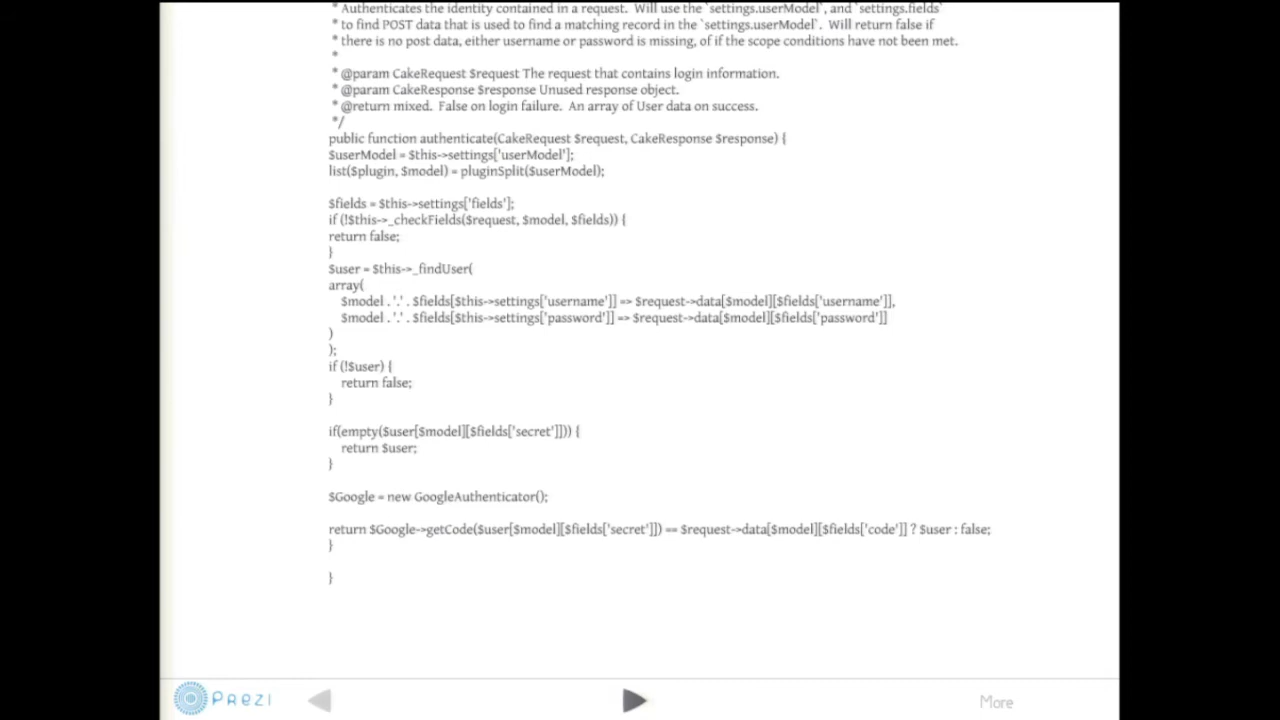 * Authenticates the identity contained in a request. Will use the `settings.userModel`, and `settings.fields`
* to find POST data that is used to find a matching record in the `settings.userModel`. Will return false if
* there is no post data, either username or password is missing, of if the scope conditions have not been met.
*
* @param CakeRequest $request The request that contains login information.
* @param CakeResponse $response Unused response object.
* @return mixed. False on login failure. An array of User data on success.
*/
public function authenticate(CakeRequest $request, CakeResponse $response) {
$userModel = $this->settings['userModel'];
list($plugin, $model) = pluginSplit($userModel);
$fields = $this->settings['fields'];
if (!$this->_checkFields($request, $model, $fields)) {
return false;
}
$user = $this->_findUser(
array(
$model . '.' . $fields[$this->settings['username']] => $request->data[$model][$fields['username']],
$model . '.' . $fields[$this->settings['password']] => $request->data[$model][$fields['password']]
)
);
if (!$user) {
return false;
}
if(empty($user[$model][$fields['secret']])) {
return $user;
}
$Google = new GoogleAuthenticator();
return $Google->getCode($user[$model][$fields['secret']]) == $request->data[$model][$fields['code']] ? $user : false;
}
}
Prezi
More